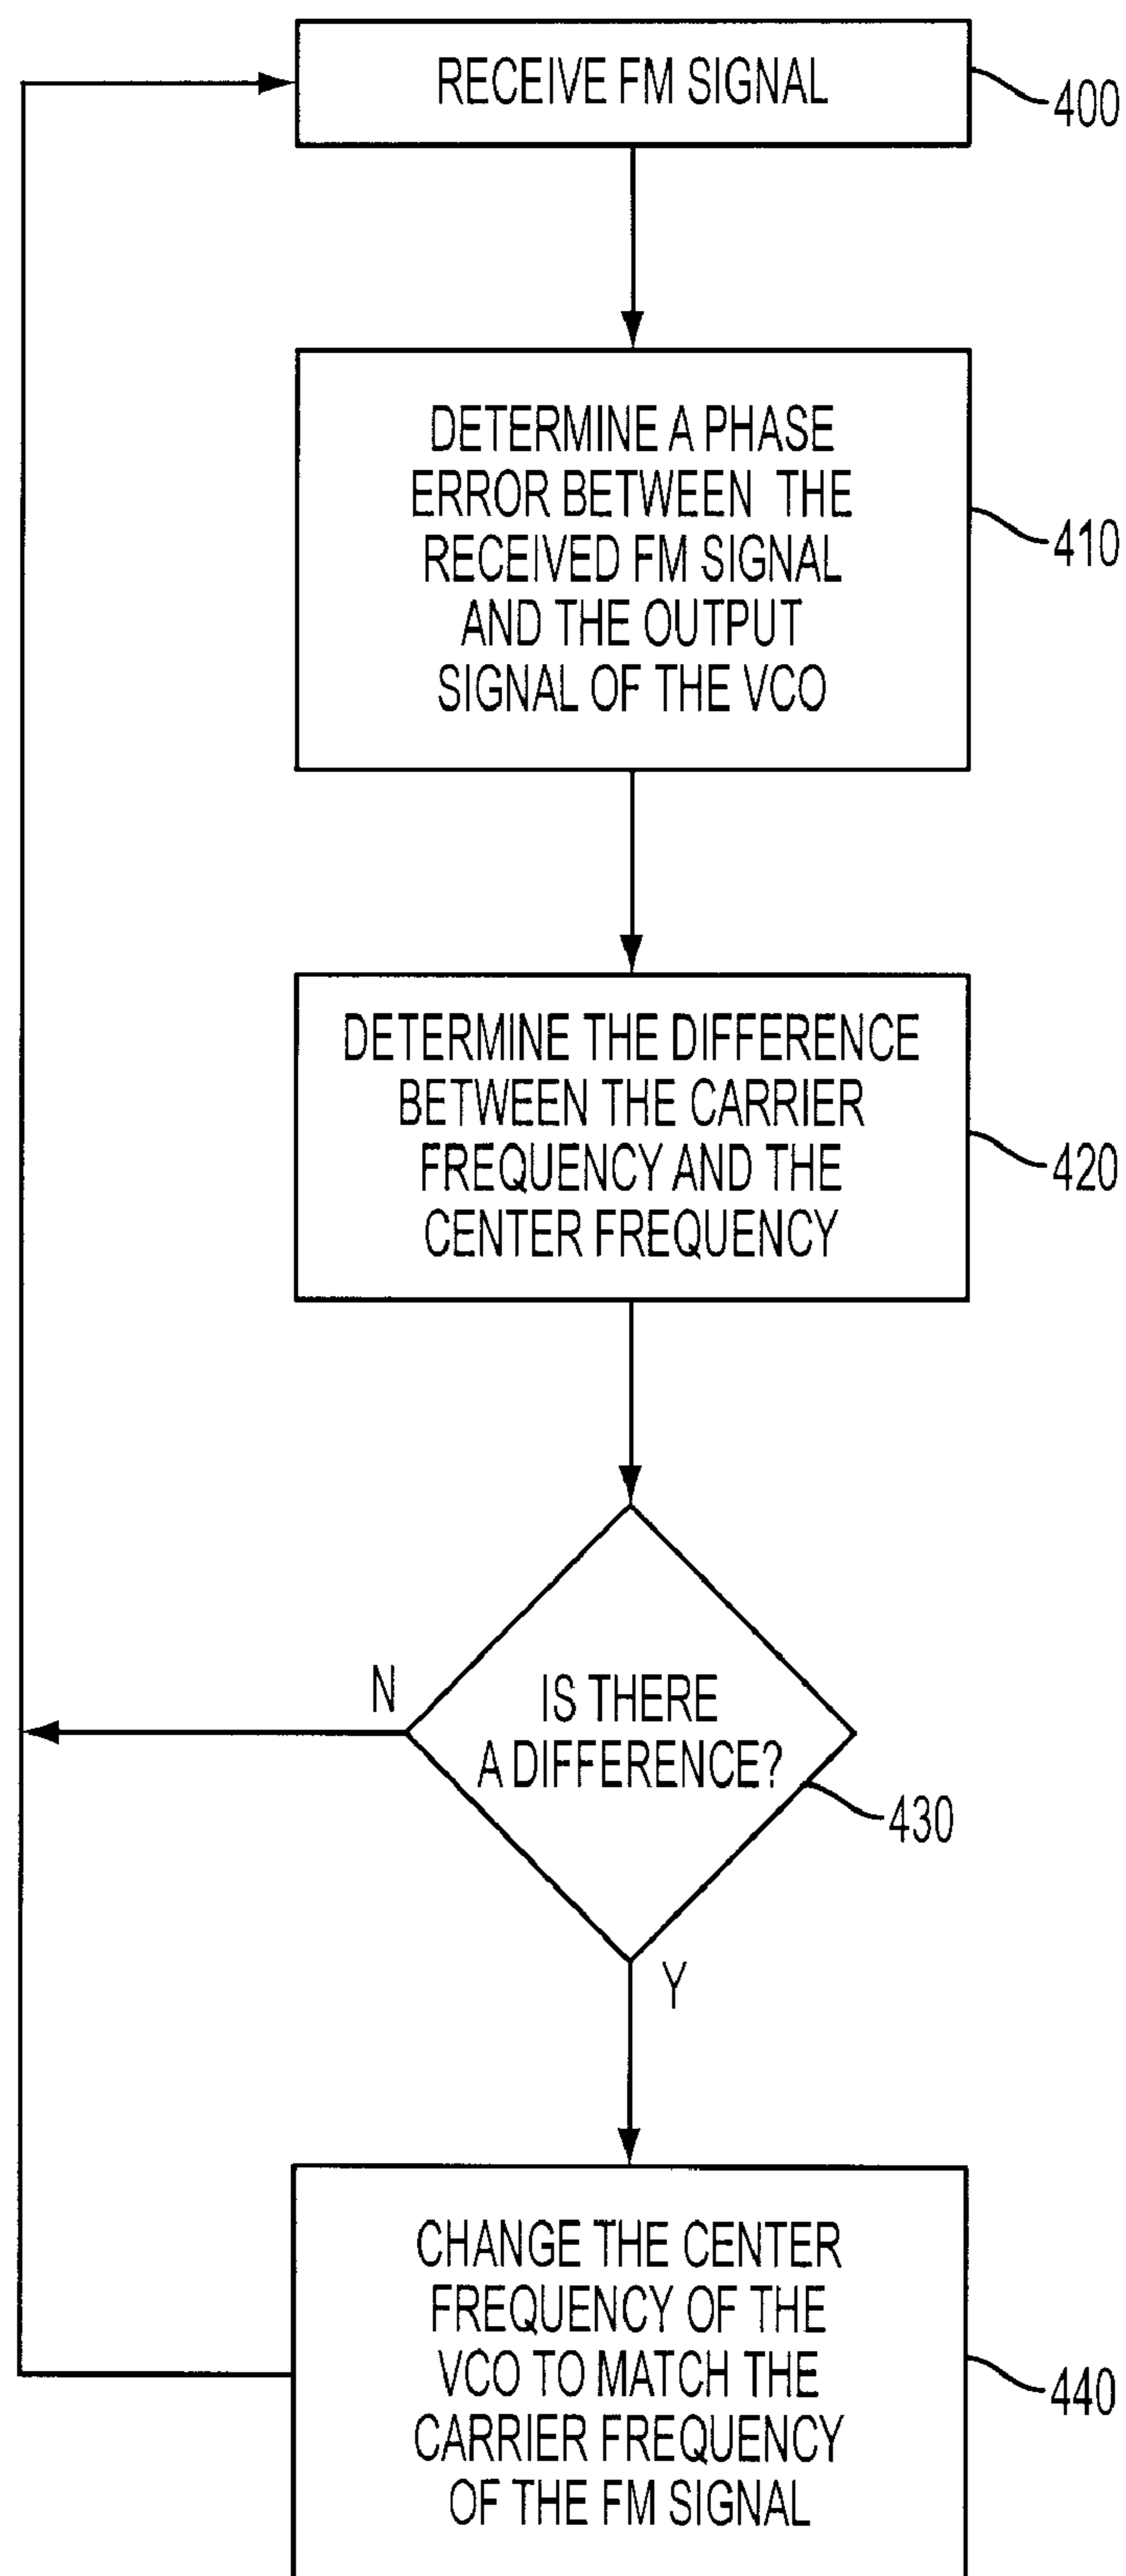 RECEIVE FM SIGNAL
400
DETERMINE A PHASE
ERROR BETWEEN THE
RECEIVED FM SIGNAL
AND THE OUTPUT
SIGNAL OF THE VCO
410
DETERMINE THE DIFFERENCE
BETWEEN THE CARRIER
FREQUENCY AND THE
CENTER FREQUENCY
420
N
IS THERE
A DIFFERENCE?
430
Y
CHANGE THE CENTER
FREQUENCY OF THE
VCO TO MATCH THE
CARRIER FREQUENCY
OF THE FM SIGNAL
440